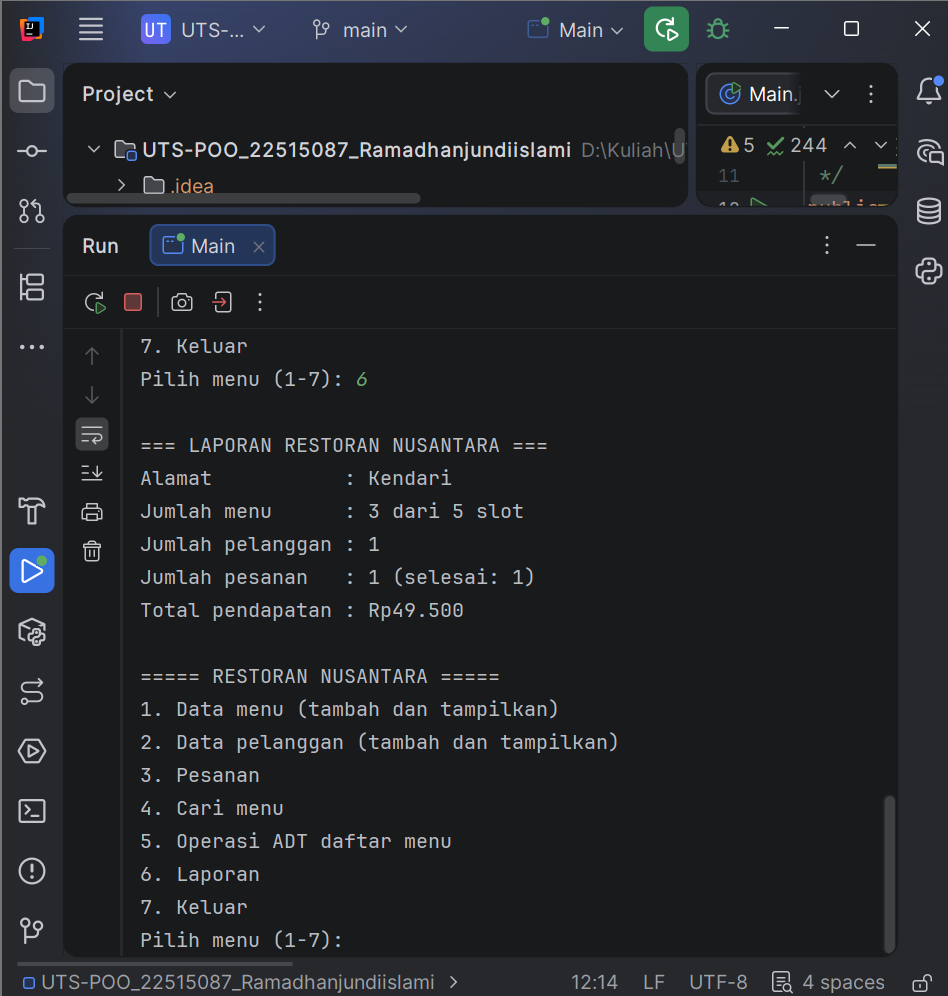 UT UTS-... main Main
Project
Main.
UTS-POO_22515087_Ramadhanjundiislami D:\Kuliah\U
5 244
.idea
11 */
Run Main
7. Keluar
Pilih menu (1-7): 6
=== LAPORAN RESTORAN NUSANTARA ===
Alamat : Kendari
Jumlah menu : 3 dari 5 slot
Jumlah pelanggan : 1
Jumlah pesanan : 1 (selesai: 1)
Total pendapatan : Rp49.500
===== RESTORAN NUSANTARA =====
1. Data menu (tambah dan tampilkan)
2. Data pelanggan (tambah dan tampilkan)
3. Pesanan
4. Cari menu
5. Operasi ADT daftar menu
6. Laporan
7. Keluar
Pilih menu (1-7):
UTS-POO_22515087_Ramadhanjundiislami 12:14 LF UTF-8 4 spaces